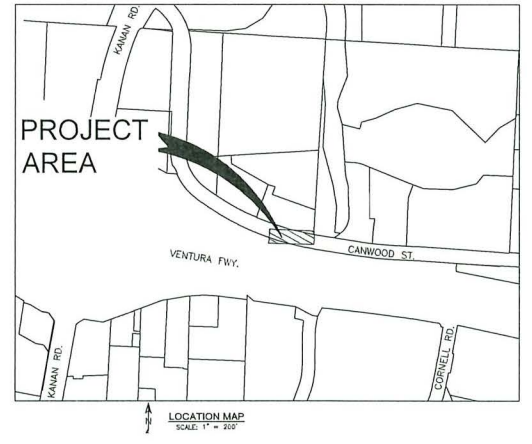 KANAN RD.
PROJECT
AREA
VENTURA FWY.
CANWOOD ST.
KANAN RD.
CORNELL RD.
N
LOCATION MAP
SCALE: 1" = 200'